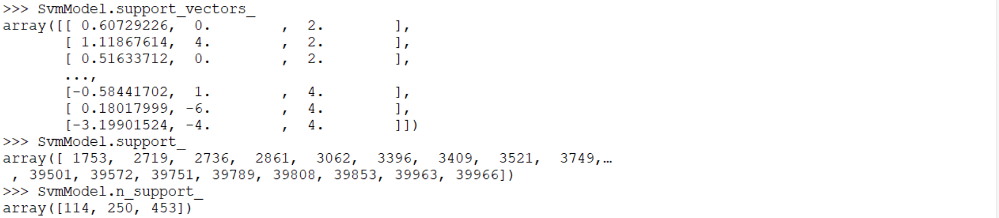 >>> SvmModel.support_vectors_
array([[ 0.60729226,  0.        ,  2.        ],
       [ 1.11867614,  4.        ,  2.        ],
       [ 0.51633712,  0.        ,  2.        ],
       ...,
       [-0.58441702,  1.        ,  4.        ],
       [ 0.18017999, -6.        ,  4.        ],
       [-3.19901524, -4.        ,  4.        ]])
>>> SvmModel.support_
array([ 1753,  2719,  2736,  2861,  3062,  3396,  3409,  3521,  3749,…
 , 39501, 39572, 39751, 39789, 39808, 39853, 39963, 39966])
>>> SvmModel.n_support_
array([114, 250, 453])